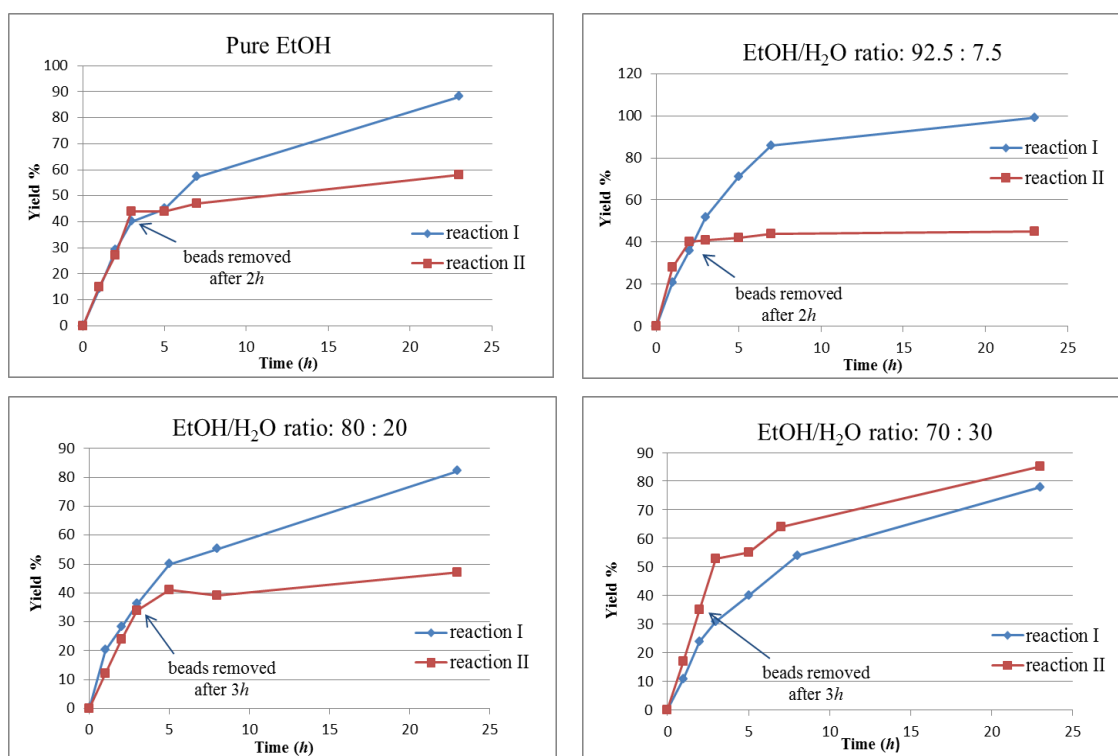 Pure EtOH
100
90
80
70
60
50
40
30
20
10
0
Yield %
0 5 10 15 20 25
Time (h)
reaction I
reaction II
beads removed
after 2h
EtOH/H₂O ratio: 92.5 : 7.5
120
100
80
60
40
20
0
Yield %
0 5 10 15 20 25
Time (h)
reaction I
reaction II
beads removed
after 2h
EtOH/H₂O ratio: 80 : 20
90
80
70
60
50
40
30
20
10
0
Yield %
0 5 10 15 20 25
Time (h)
reaction I
reaction II
beads removed
after 3h
EtOH/H₂O ratio: 70 : 30
90
80
70
60
50
40
30
20
10
0
Yield %
0 5 10 15 20 25
Time (h)
reaction I
reaction II
beads removed
after 3h